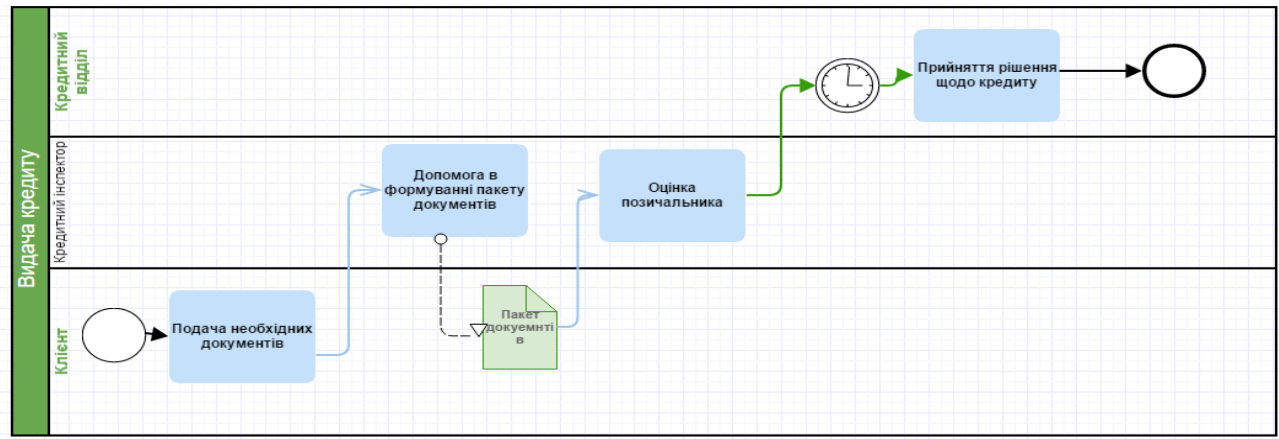 Видача кредиту
Кредитний
відділ
Прийняття рішення
щодо кредиту
Кредитний інспектор
Допомога в
формуванні пакету
документів
Оцінка
позичальника
Клієнт
Подача необхідних
документів
Пакет
докуемнті
в